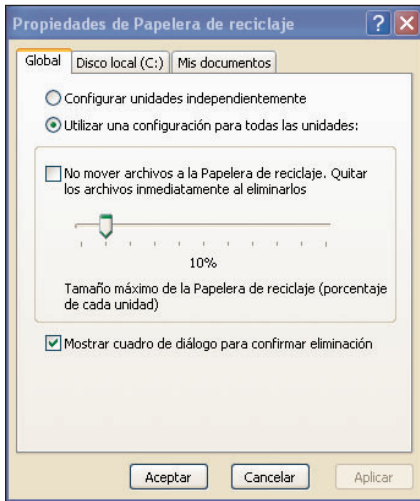 Propiedades de Papelera de reciclaje
Global
Disco local (C:)
Mis documentos
Configurar unidades independientemente
Utilizar una configuración para todas las unidades:
No mover archivos a la Papelera de reciclaje. Quitar
los archivos inmediatamente al eliminarlos
10%
Tamaño máximo de la Papelera de reciclaje (porcentaje
de cada unidad)
Mostrar cuadro de diálogo para confirmar eliminación
Aceptar
Cancelar
Aplicar